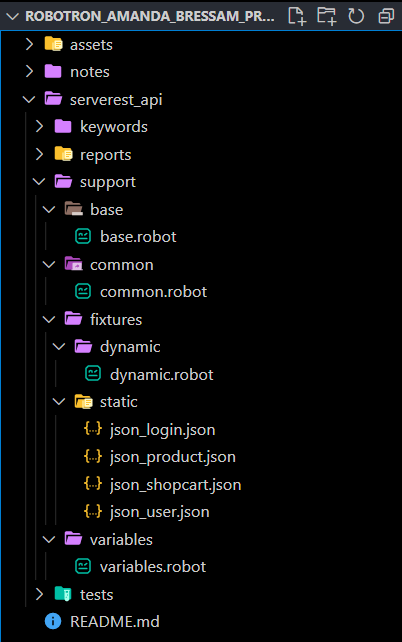 ROBOTRON_AMANDA_BRESSAM_PR...
assets
notes
serverest_api
keywords
reports
support
base
base.robot
common
common.robot
fixtures
dynamic
dynamic.robot
static
json_login.json
json_product.json
json_shopcart.json
json_user.json
variables
variables.robot
tests
README.md